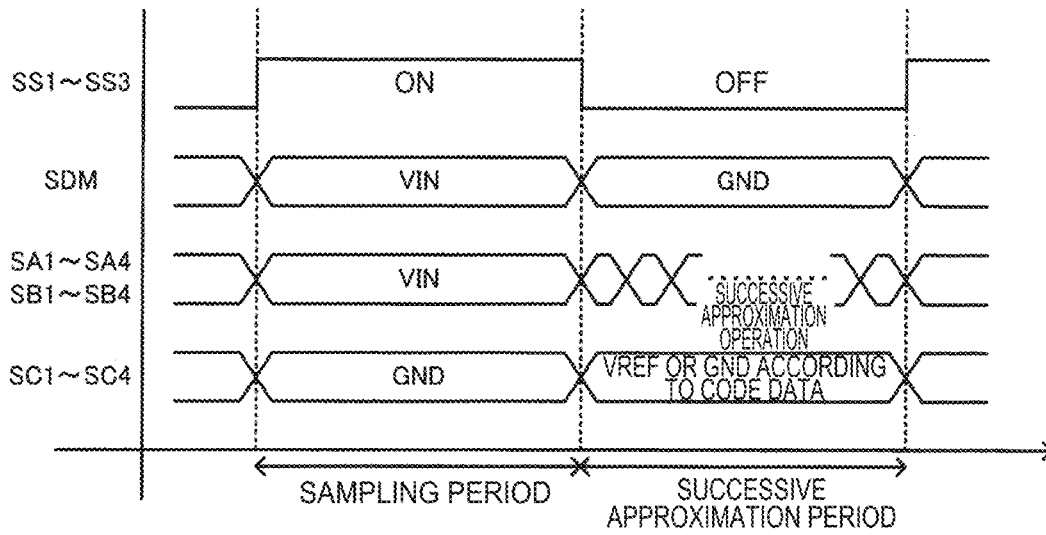 SS1～SS3
ON
OFF
SDM
VIN
GND
SA1～SA4
SB1～SB4
VIN
SUCCESSIVE
APPROXIMATION
OPERATION
SC1～SC4
GND
VREF OR GND ACCORDING
TO CODE DATA
SAMPLING PERIOD
SUCCESSIVE
APPROXIMATION PERIOD